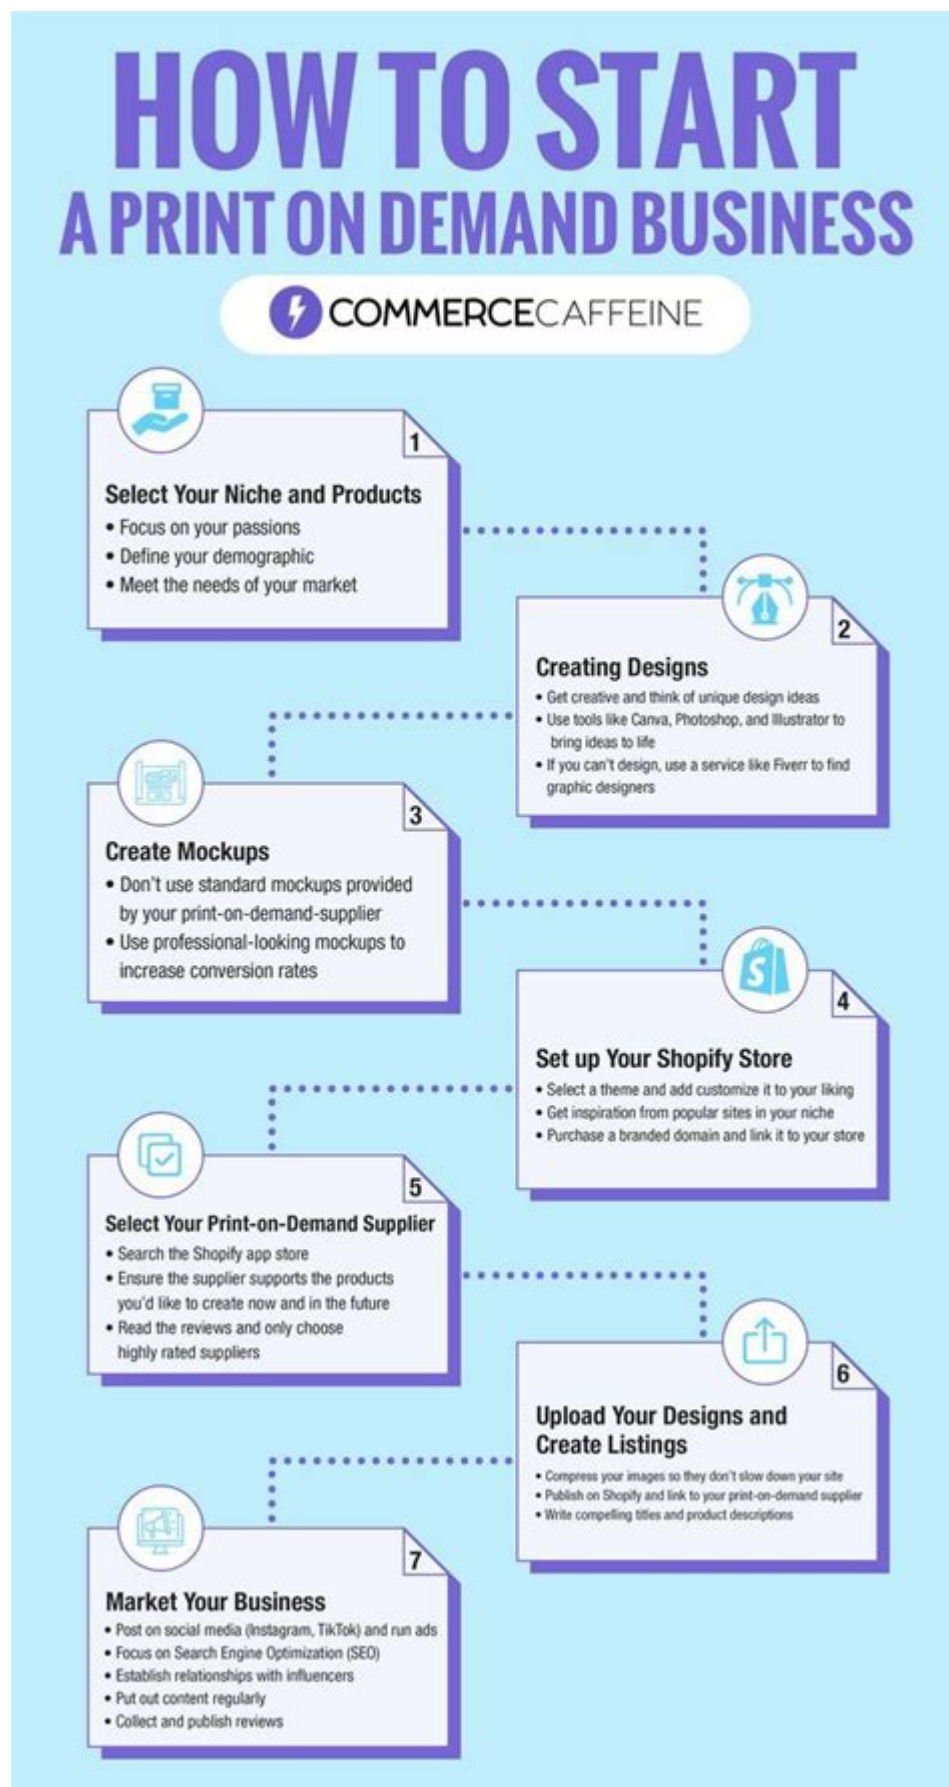 HOW TO START
A PRINT ON DEMAND BUSINESS
COMMERCECAFFEINE
1
Select Your Niche and Products
• Focus on your passions
• Define your demographic
• Meet the needs of your market
2
Creating Designs
• Get creative and think of unique design ideas
• Use tools like Canva, Photoshop, and Illustrator to
bring ideas to life
• If you can't design, use a service like Fiverr to find
graphic designers
3
Create Mockups
• Don't use standard mockups provided
by your print-on-demand-supplier
• Use professional-looking mockups to
increase conversion rates
S
4
Set up Your Shopify Store
• Select a theme and add customize it to your liking
• Get inspiration from popular sites in your niche
• Purchase a branded domain and link it to your store
5
Select Your Print-on-Demand Supplier
• Search the Shopify app store
• Ensure the supplier supports the products
you'd like to create now and in the future
• Read the reviews and only choose
highly rated suppliers
6
Upload Your Designs and
Create Listings
• Compress your images so they don't slow down your site
• Publish on Shopify and link to your print-on-demand supplier
• Write compelling titles and product descriptions
7
Market Your Business
• Post on social media (Instagram, TikTok) and run ads
• Focus on Search Engine Optimization (SEO)
• Establish relationships with influencers
• Put out content regularly
• Collect and publish reviews